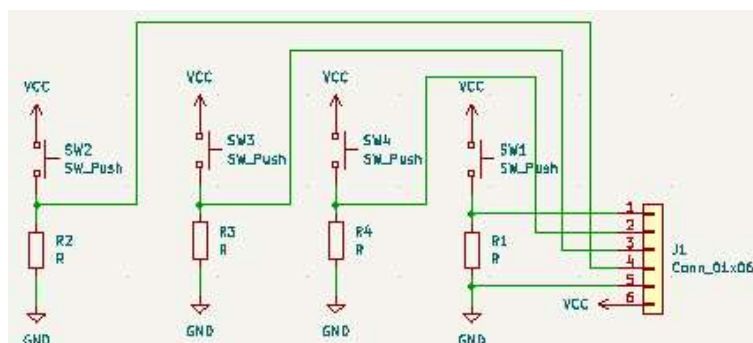 VCC
SW2
SW_Push
R2
R
GND
VCC
SW3
SW_Push
R3
R
GND
VCC
SW4
SW_Push
R4
R
GND
VCC
SW1
SW_Push
R1
R
GND
1
2
3
4
5
6
J1
Conn_01x06
VCC